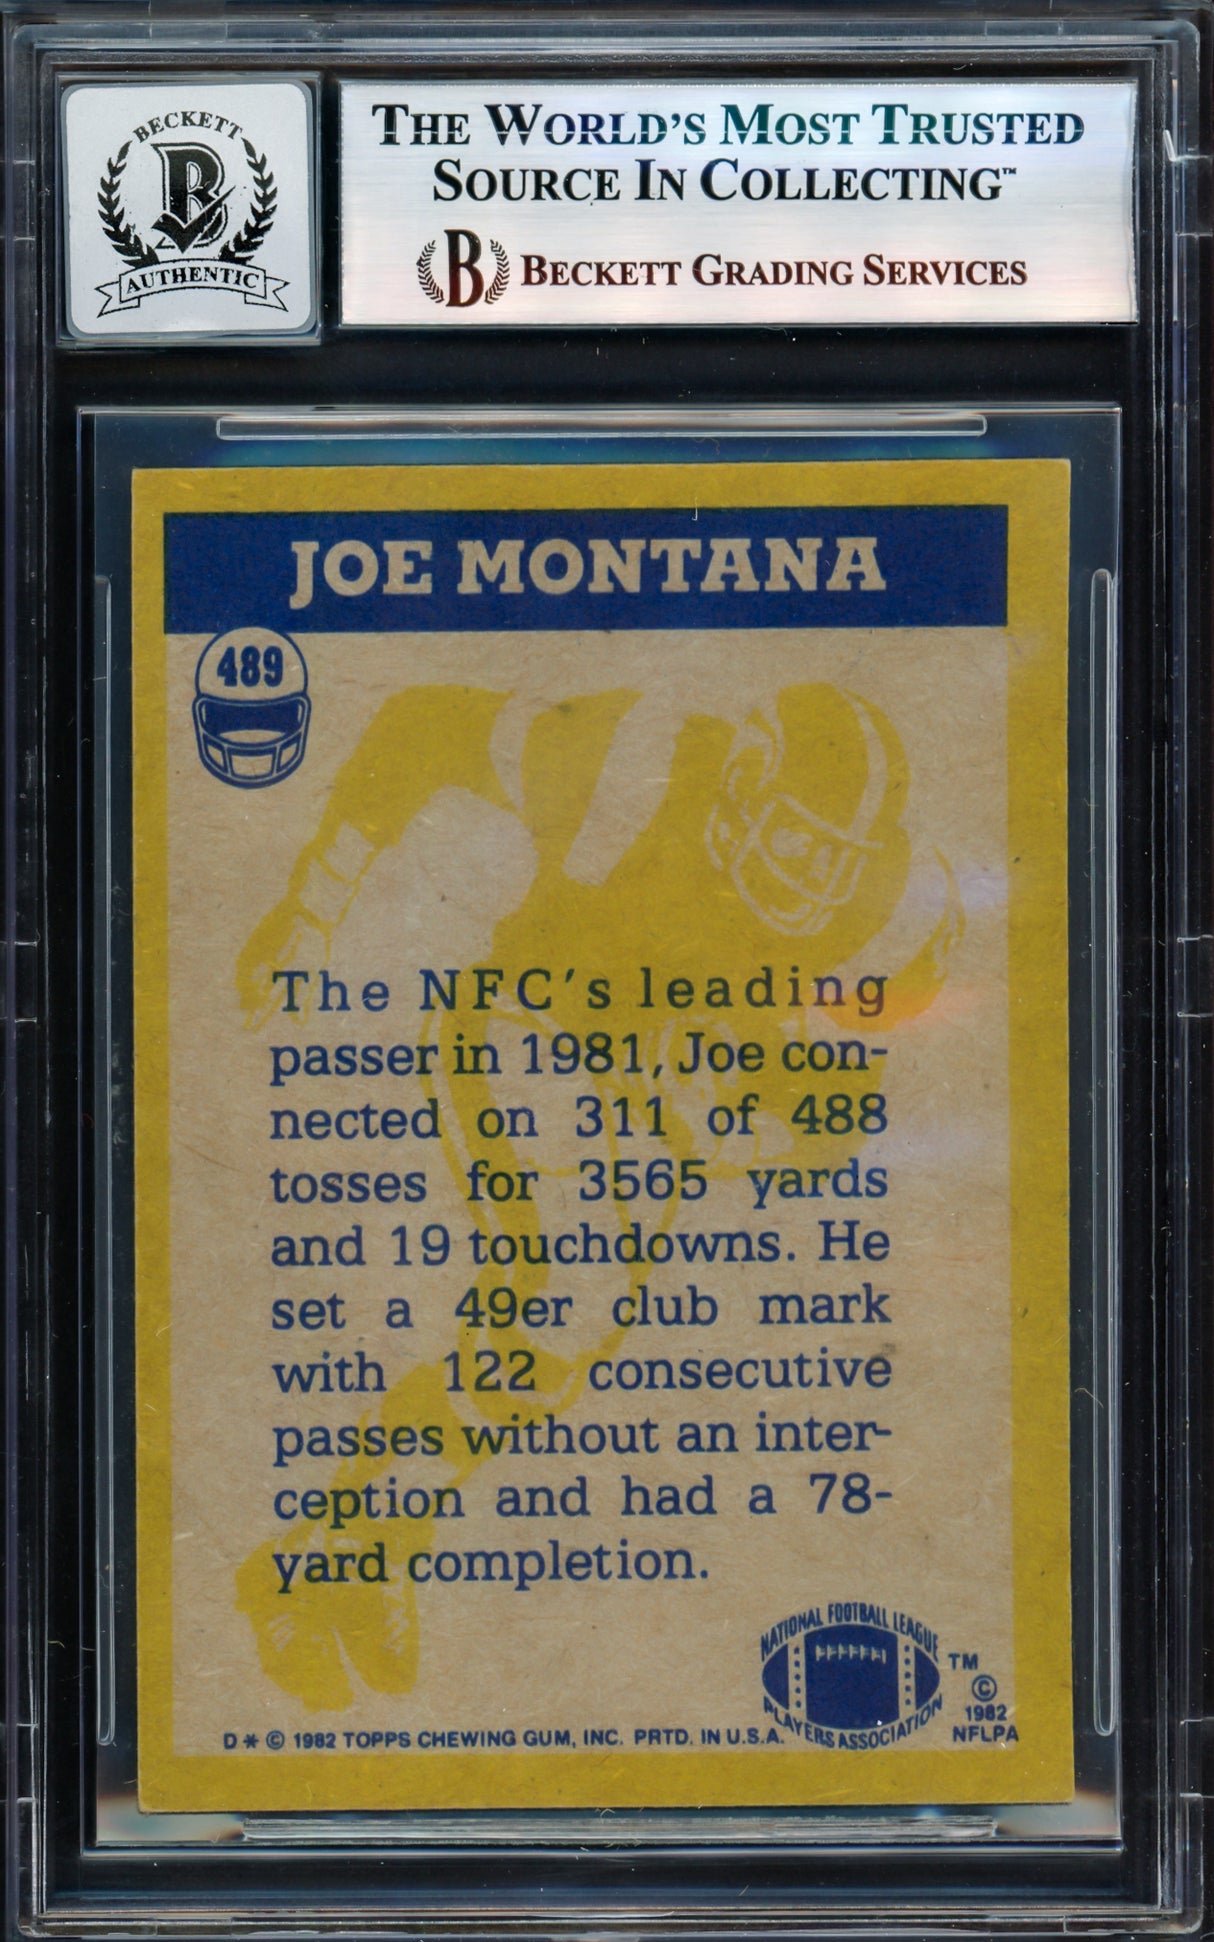 BECKETT
B
AUTHENTIC
THE WORLD'S MOST TRUSTED
SOURCE IN COLLECTING™
B BECKETT GRADING SERVICES
JOE MONTANA
489
The NFC's leading
passer in 1981, Joe con-
nected on 311 of 488
tosses for 3565 yards
and 19 touchdowns. He
set a 49er club mark
with 122 consecutive
passes without an inter-
ception and had a 78-
yard completion.
NATIONAL FOOTBALL LEAGUE
PLAYERS ASSOCIATION
TM
©
1982
NFLPA
D * © 1982 TOPPS CHEWING GUM, INC. PRTD. IN U.S.A.